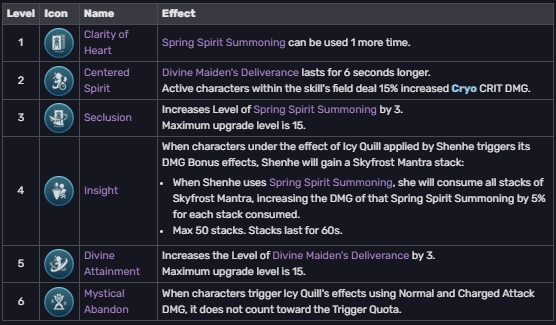 Level Icon Name Effect
1 Clarity of Heart Spring Spirit Summoning can be used 1 more time.
2 Centered Spirit Divine Maiden's Deliverance lasts for 6 seconds longer.
Active characters within the skill's field deal 15% increased Cryo CRIT DMG.
3 Seclusion Increases Level of Spring Spirit Summoning by 3.
Maximum upgrade level is 15.
4 Insight When characters under the effect of Icy Quill applied by Shenhe triggers its
DMG Bonus effects, Shenhe will gain a Skyfrost Mantra stack:
• When Shenhe uses Spring Spirit Summoning, she will consume all stacks of
Skyfrost Mantra, increasing the DMG of that Spring Spirit Summoning by 5%
for each stack consumed.
• Max 50 stacks. Stacks last for 60s.
5 Divine Attainment Increases the Level of Divine Maiden's Deliverance by 3.
Maximum upgrade level is 15.
6 Mystical Abandon When characters trigger Icy Quill's effects using Normal and Charged Attack
DMG, it does not count toward the Trigger Quota.